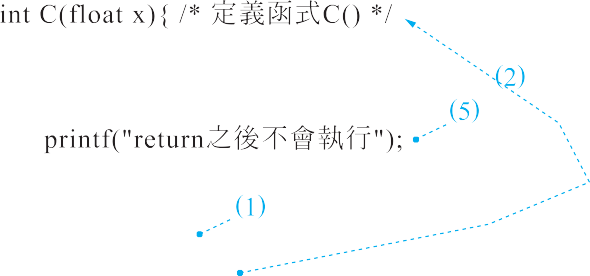 int C(float x){ /* 定義函式C() */
(2)
(5)
printf("return之後不會執行");
(1)